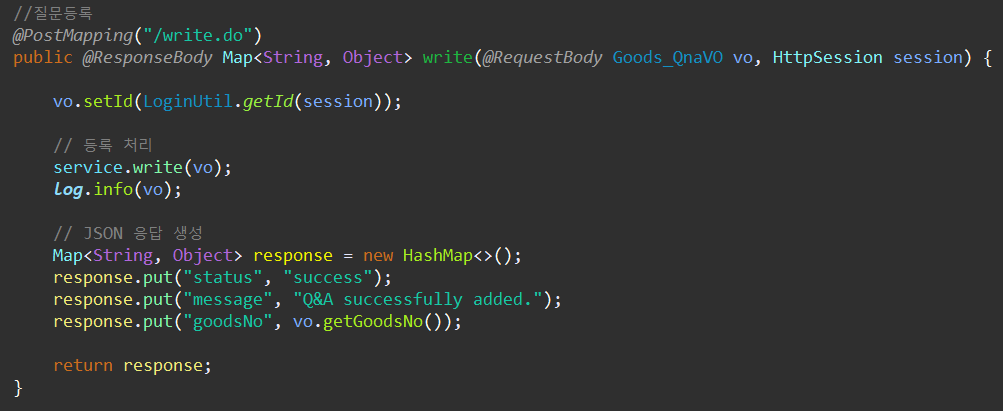 //질문등록
@PostMapping("/write.do")
public @ResponseBody Map<String, Object> write(@RequestBody Goods_QnaVO vo, HttpSession session) {
vo.setId(LoginUtil.getId(session));
// 등록 처리
service.write(vo);
log.info(vo);
// JSON 응답 생성
Map<String, Object> response = new HashMap<>();
response.put("status", "success");
response.put("message", "Q&A successfully added.");
response.put("goodsNo", vo.getGoodsNo());
return response;
}